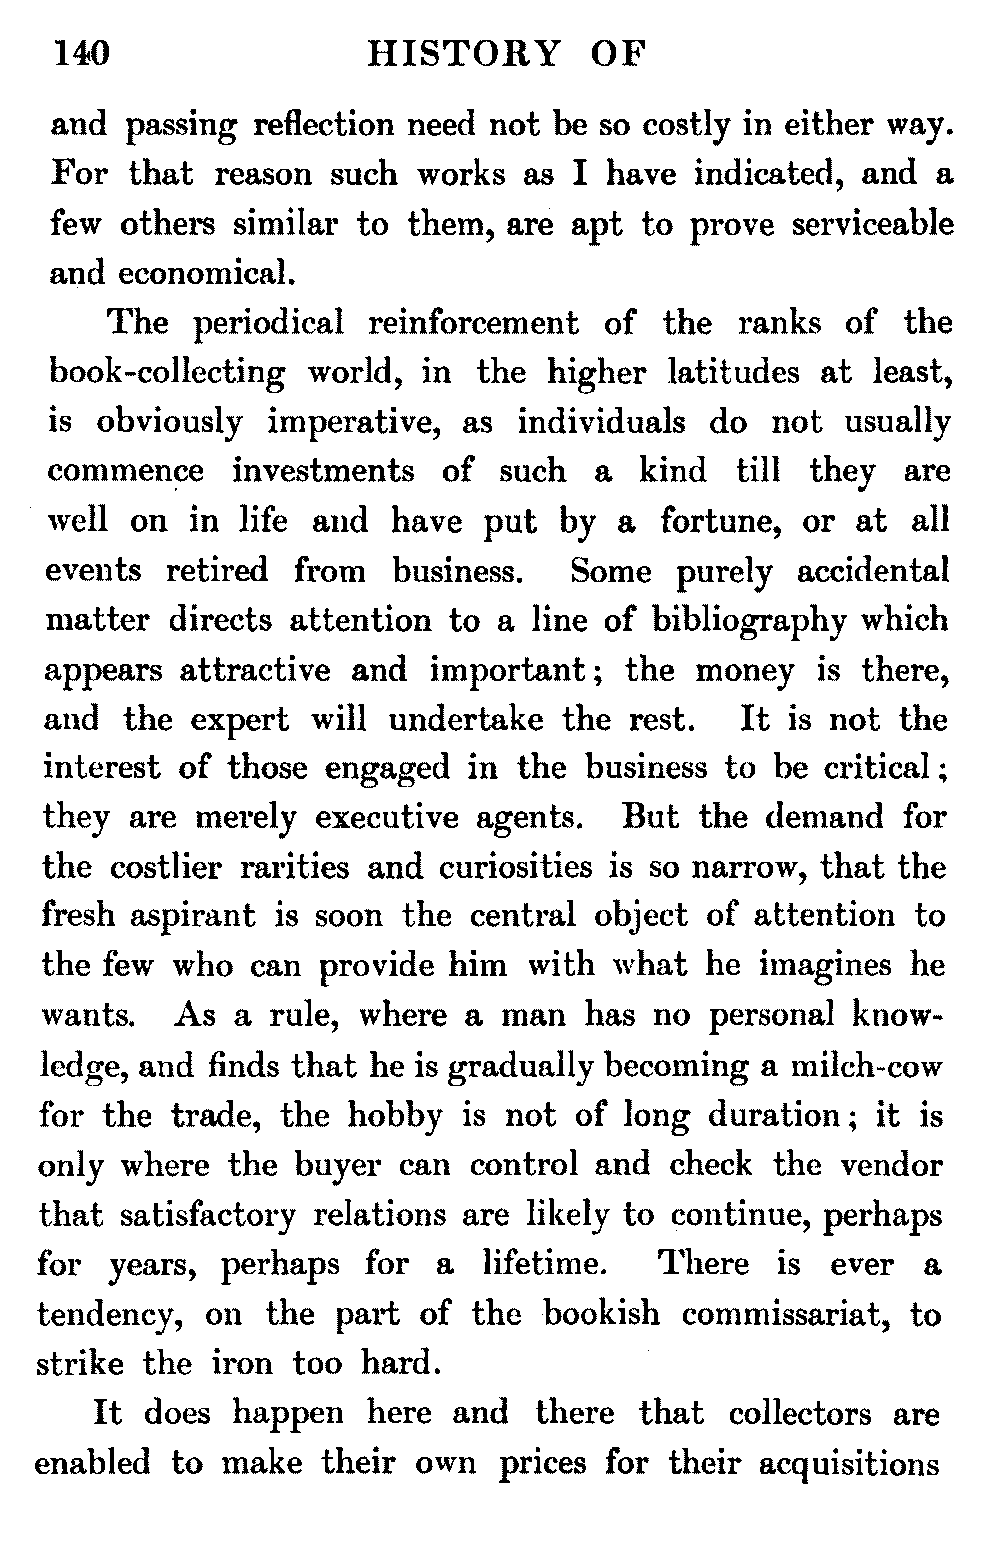 140 HISTORY OF
and passing reflection need not be so costly in either way.
For that reason such works as I have indicated, and a
few others similar to them, are apt to prove serviceable
and economical.
The periodical reinforcement of the ranks of the
book-collecting world, in the higher latitudes at least,
is obviously imperative, as individuals do not usually
commence investments of such a kind till they are
well on in life and have put by a fortune, or at all
events retired from business. Some purely accidental
matter directs attention to a line of bibliography which
appears attractive and important; the money is there,
and the expert will undertake the rest. It is not the
interest of those engaged in the business to be critical;
they are merely executive agents. But the demand for
the costlier rarities and curiosities is so narrow, that the
fresh aspirant is soon the central object of attention to
the few who can provide him with what he imagines he
wants. As a rule, where a man has no personal know-
ledge, and finds that he is gradually becoming a milch-cow
for the trade, the hobby is not of long duration; it is
only where the buyer can control and check the vendor
that satisfactory relations are likely to continue, perhaps
for years, perhaps for a lifetime. There is ever a
tendency, on the part of the bookish commissariat, to
strike the iron too hard.
It does happen here and there that collectors are
enabled to make their own prices for their acquisitions